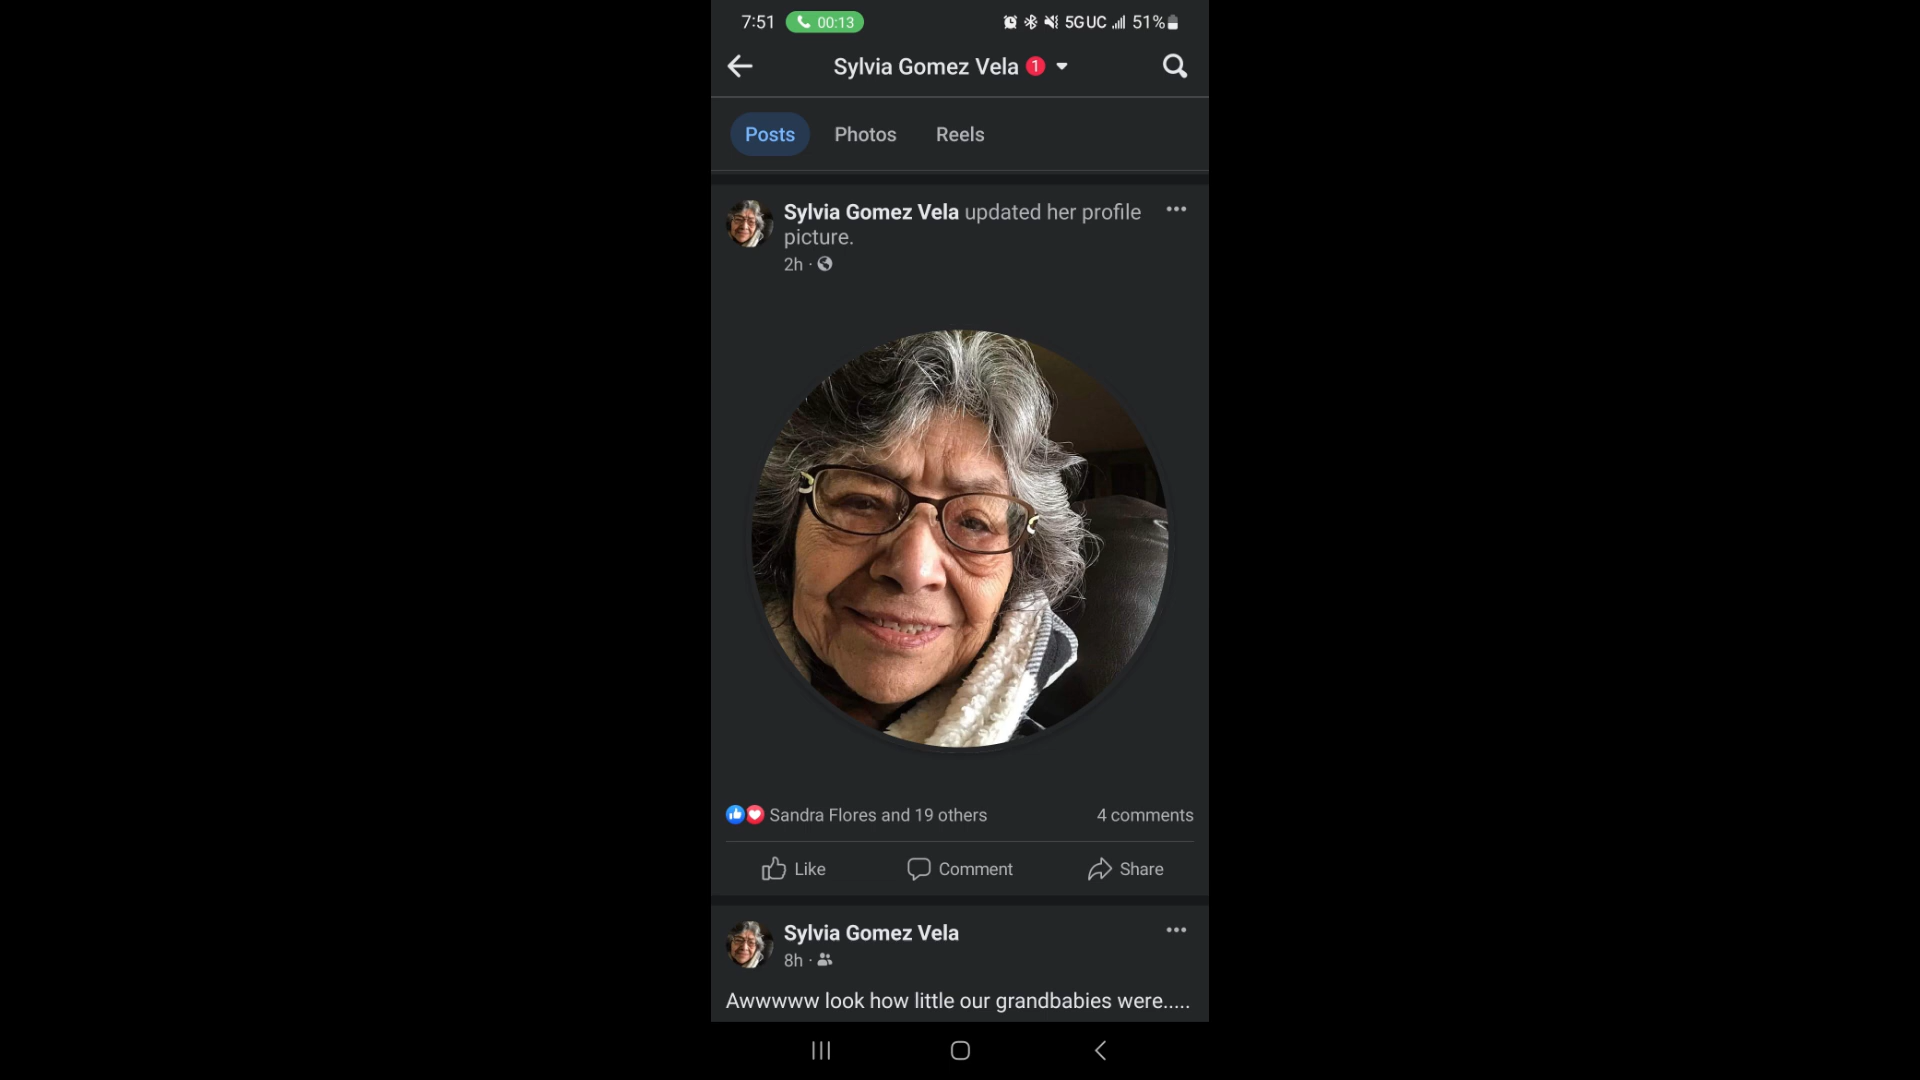 7:51 00:13 5GUC 51%
Sylvia Gomez Vela 1
Posts Photos Reels
Sylvia Gomez Vela updated her profile
picture.
2h ·
Sandra Flores and 19 others 4 comments
Like Comment Share
Sylvia Gomez Vela
8h ·
Awwwww look how little our grandbabies were.....